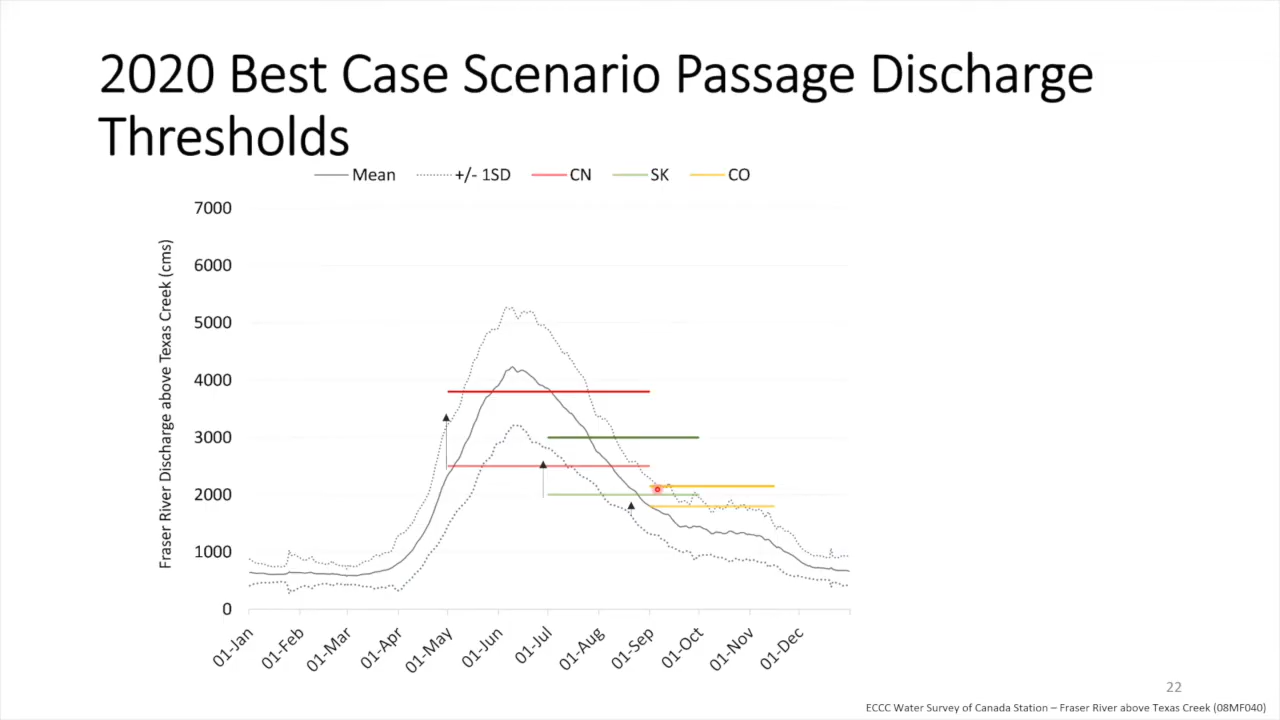 2020 Best Case Scenario Passage Discharge
Thresholds
Mean +/- 1SD CN SK CO
Fraser River Discharge above Texas Creek (cms)
7000
6000
5000
4000
3000
2000
1000
0
01-Jan 01-Feb 01-Mar 01-Apr 01-May 01-Jun 01-Jul 01-Aug 01-Sep 01-Oct 01-Nov 01-Dec
22
ECCC Water Survey of Canada Station – Fraser River above Texas Creek (08MF040)